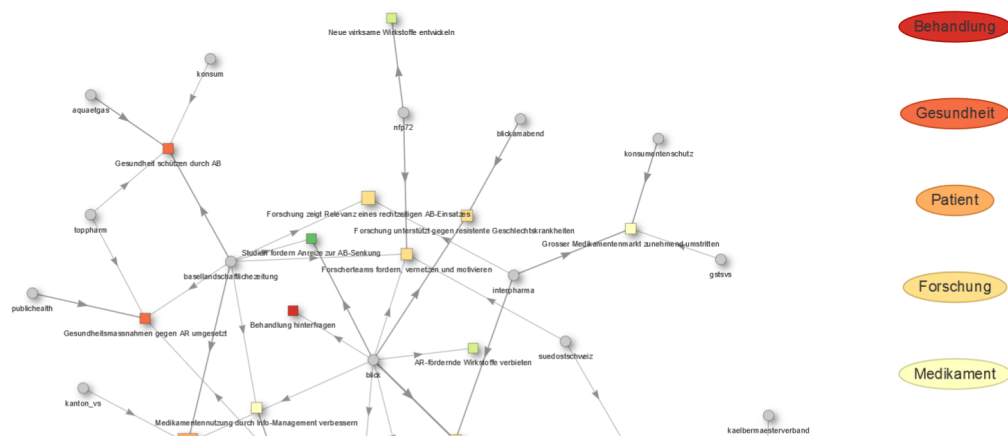 Neue wirksame Wirkstoffe entwickeln
Behandlung
konsum
aquaetgas
nfp72
Gesundheit
blickamabend
konsumentenschutz
Gesundheit schützen durch AB
Patient
Forschung zeigt Relevanz eines rechtzeitigen AB-Einsatzes
toppharm
Forschung unterstützt gegen resistente Geschlechtskrankheiten
Grosser Medikamentenmarkt zunehmend umstritten
Studien fordern Anreize zur AB-Senkung
basellandschaftlichezeitung
Forscherteams fordern, vernetzen und motivieren
interpharma
gstsvs
Forschung
publichealth
Behandlung hinterfragen
Gesundheitsmassnahmen gegen AR umgesetzt
suedostschweiz
AR-fördernde Wirkstoffe verbieten
blick
Medikament
kanton_vs
Medikamentennutzung durch Info-Management verbessern
kaelbermaesterverband